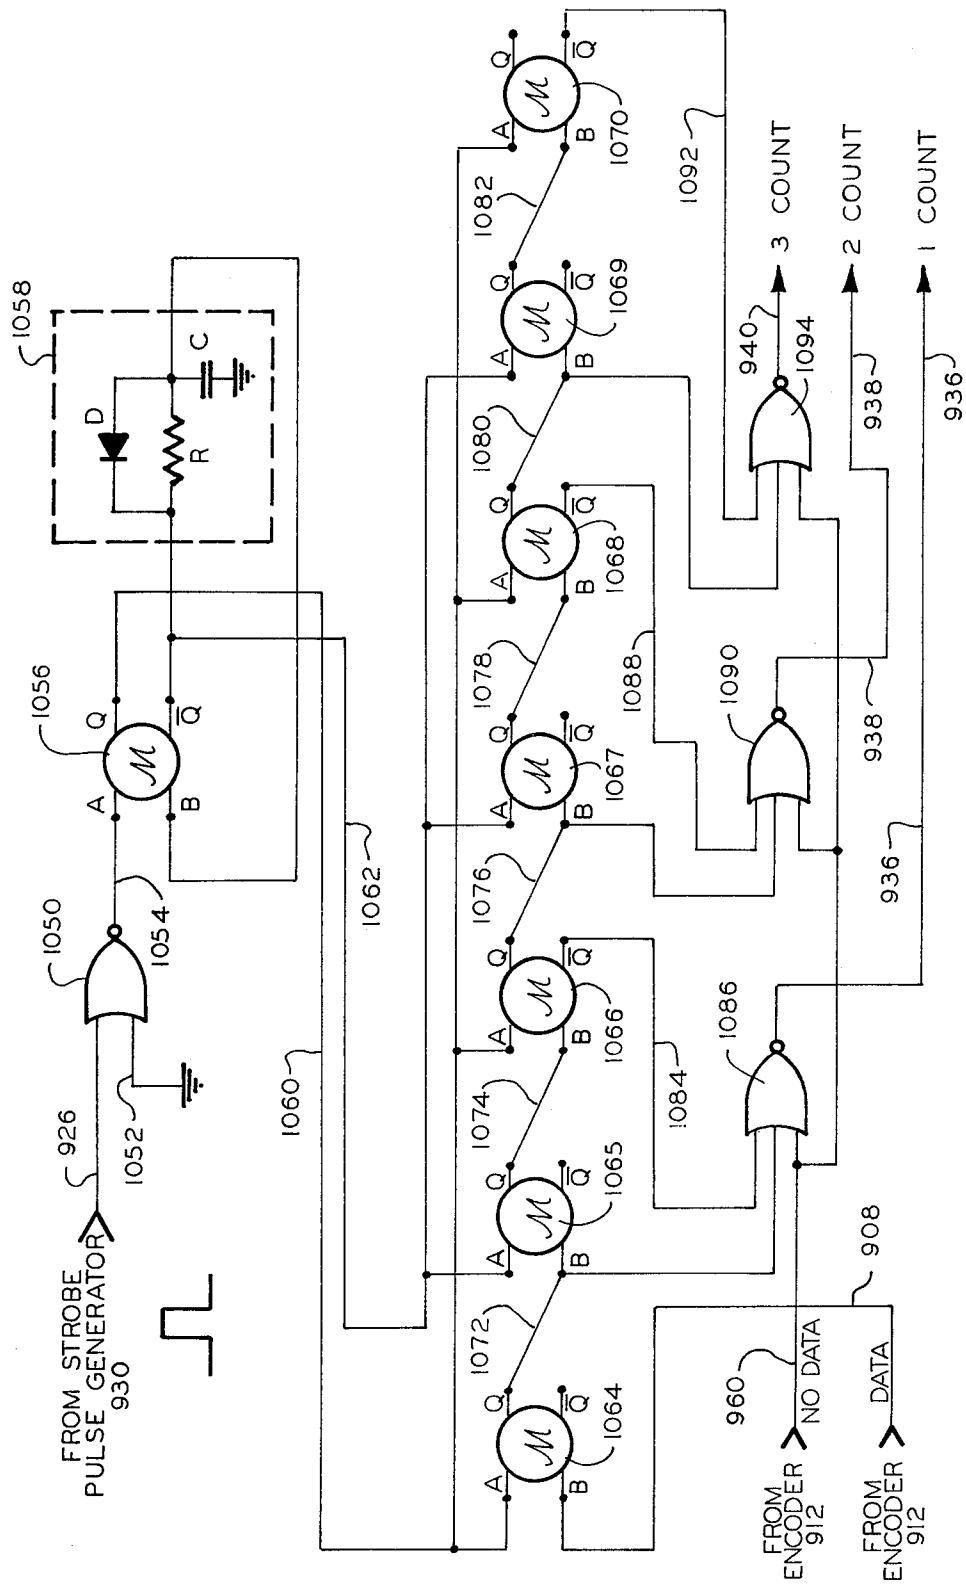 FROM STROBE
PULSE GENERATOR
930
926
1050
1052
1054
A
B
1056
Q
Q̅
1058
D
R
C
1060
1062
A
B
1064
Q
Q̅
1072
A
B
1065
Q
Q̅
1074
A
B
1066
Q
Q̅
1076
A
B
1067
Q
Q̅
1078
A
B
1068
Q
Q̅
1080
A
B
1069
Q
Q̅
1082
A
B
1070
Q
Q̅
1084
1088
1092
1086
1090
1094
FROM
ENCODER
912
960
NO DATA
FROM
ENCODER
912
DATA
908
936
936
1 COUNT
938
938
2 COUNT
940
3 COUNT
M
M
M
M
M
M
M
M